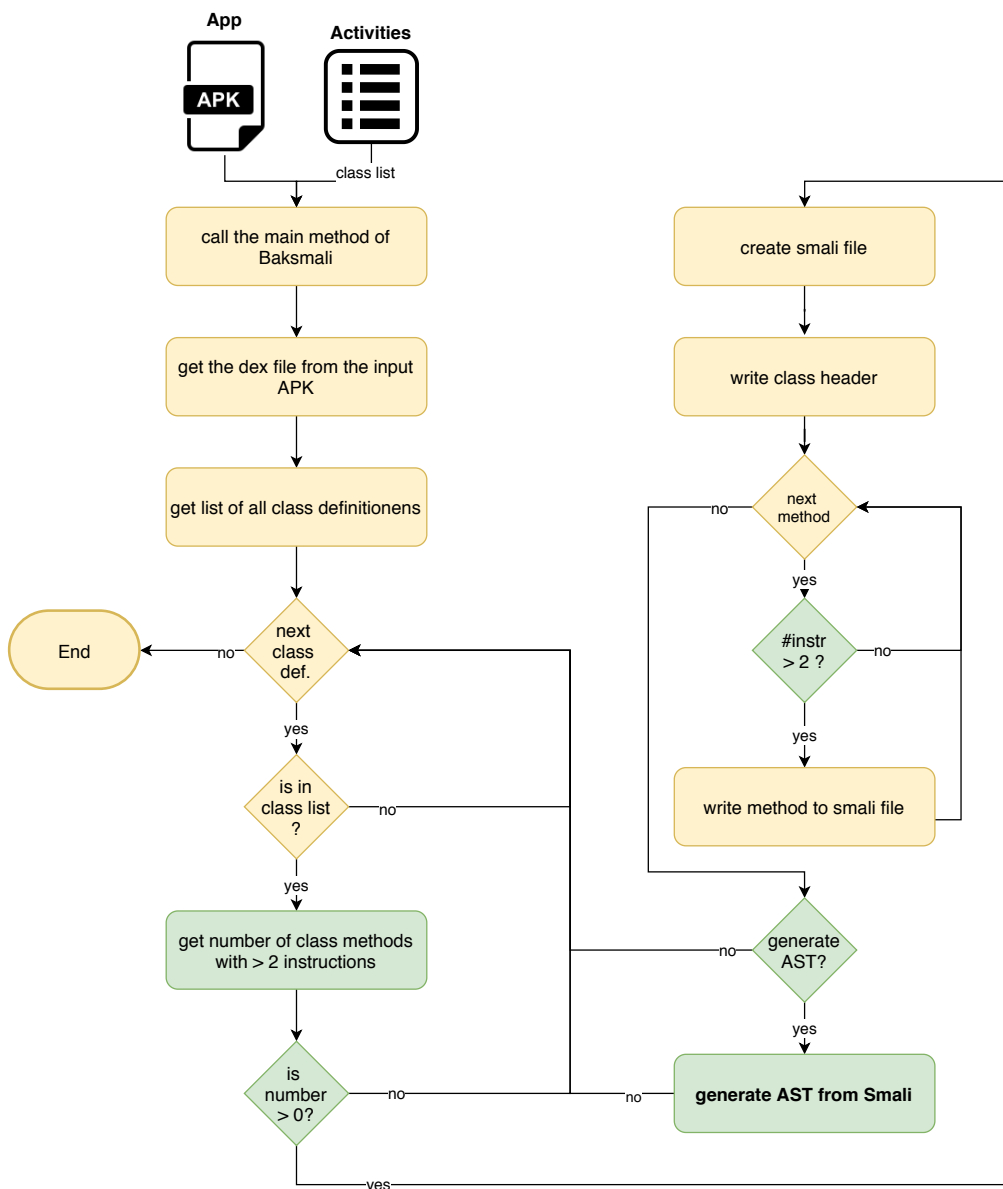 App
Activities
APK
class list
call the main method of
Baksmali
get the dex file from the input
APK
get list of all class definitionens
next
class
def.
no
End
yes
is in
class list
?
no
yes
get number of class methods
with > 2 instructions
is
number
> 0?
no
yes
create smali file
write class header
next
method
no
yes
#instr
> 2 ?
no
yes
write method to smali file
generate
AST?
no
yes
generate AST from Smali
no